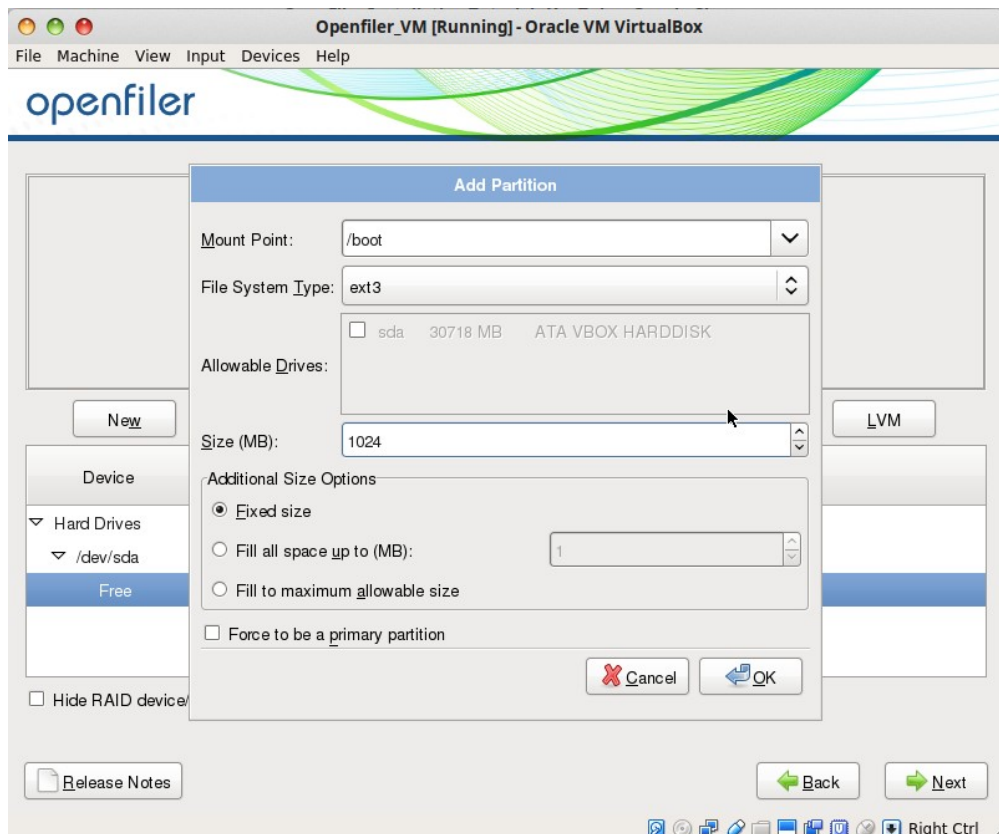 Openfiler_VM [Running] - Oracle VM VirtualBox
File Machine View Input Devices Help
openfiler
Add Partition
Mount Point: /boot
File System Type: ext3
Allowable Drives: sda 30718 MB ATA VBOX HARDDISK
New
LVM
Size (MB): 1024
Additional Size Options
Device
Fixed size
Hard Drives
Fill all space up to (MB): 1
/dev/sda
Fill to maximum allowable size
Free
Force to be a primary partition
Cancel OK
Hide RAID device/
Release Notes Back Next
Right Ctrl